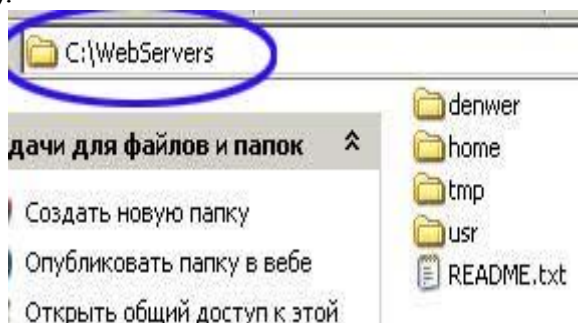 C:\WebServers
дачи для файлов и папок
Создать новую папку
Опубликовать папку в вебе
Открыть общий доступ к этой
denwer
home
tmp
usr
README.txt